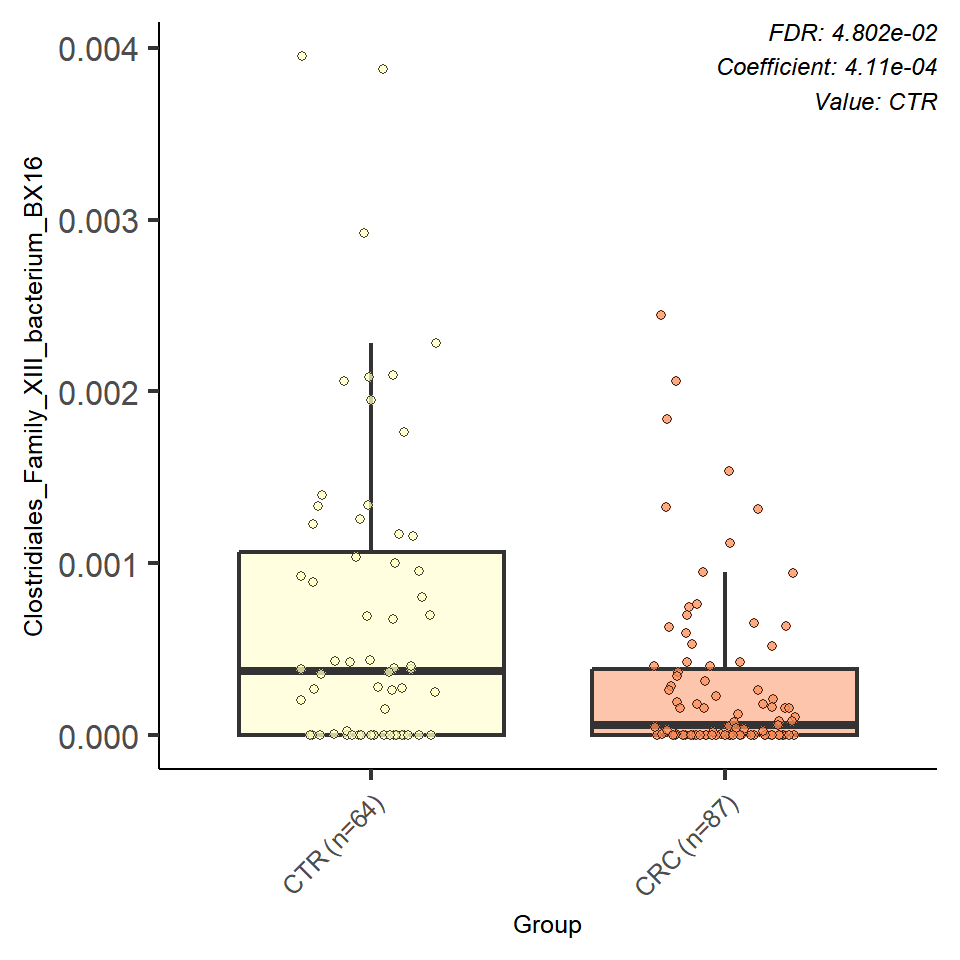 FDR: 4.802e-02
Coefficient: 4.11e-04
Value: CTR
Clostridiales_Family_XIII_bacterium_BX16
0.004
0.003
0.002
0.001
0.000
CTR (n=64)
CRC (n=87)
Group